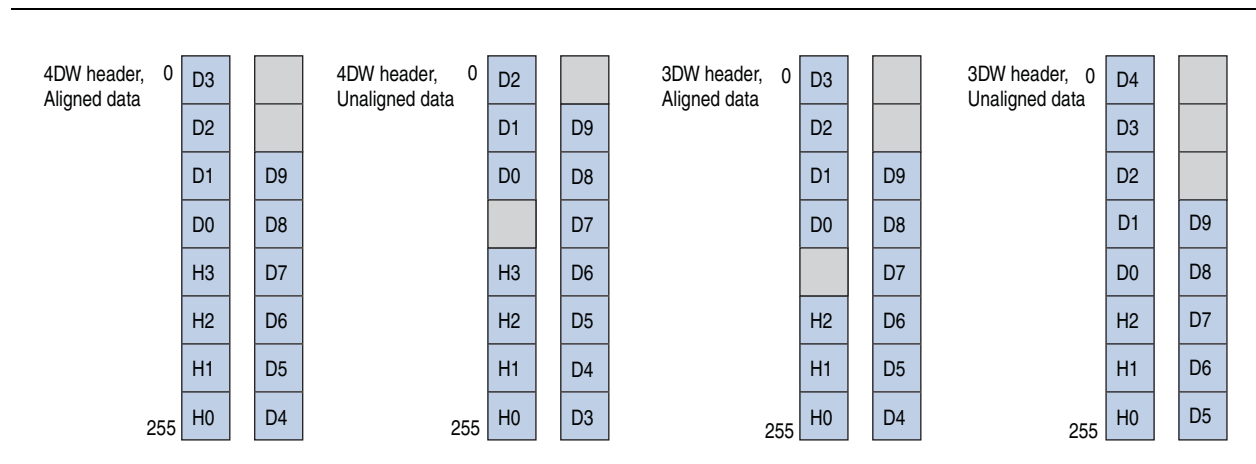 4DW header,
Aligned data
0
D3
D2
D1
D9
D0
D8
H3
D7
H2
D6
H1
D5
255
H0
D4
4DW header,
Unaligned data
0
D2
D1
D9
D0
D8
D7
H3
D6
H2
D5
H1
D4
255
H0
D3
3DW header,
Aligned data
0
D3
D2
D1
D9
D0
D8
D7
H2
D6
H1
D5
255
H0
D4
3DW header,
Unaligned data
0
D4
D3
D2
D1
D9
D0
D8
H2
D7
H1
D6
255
H0
D5